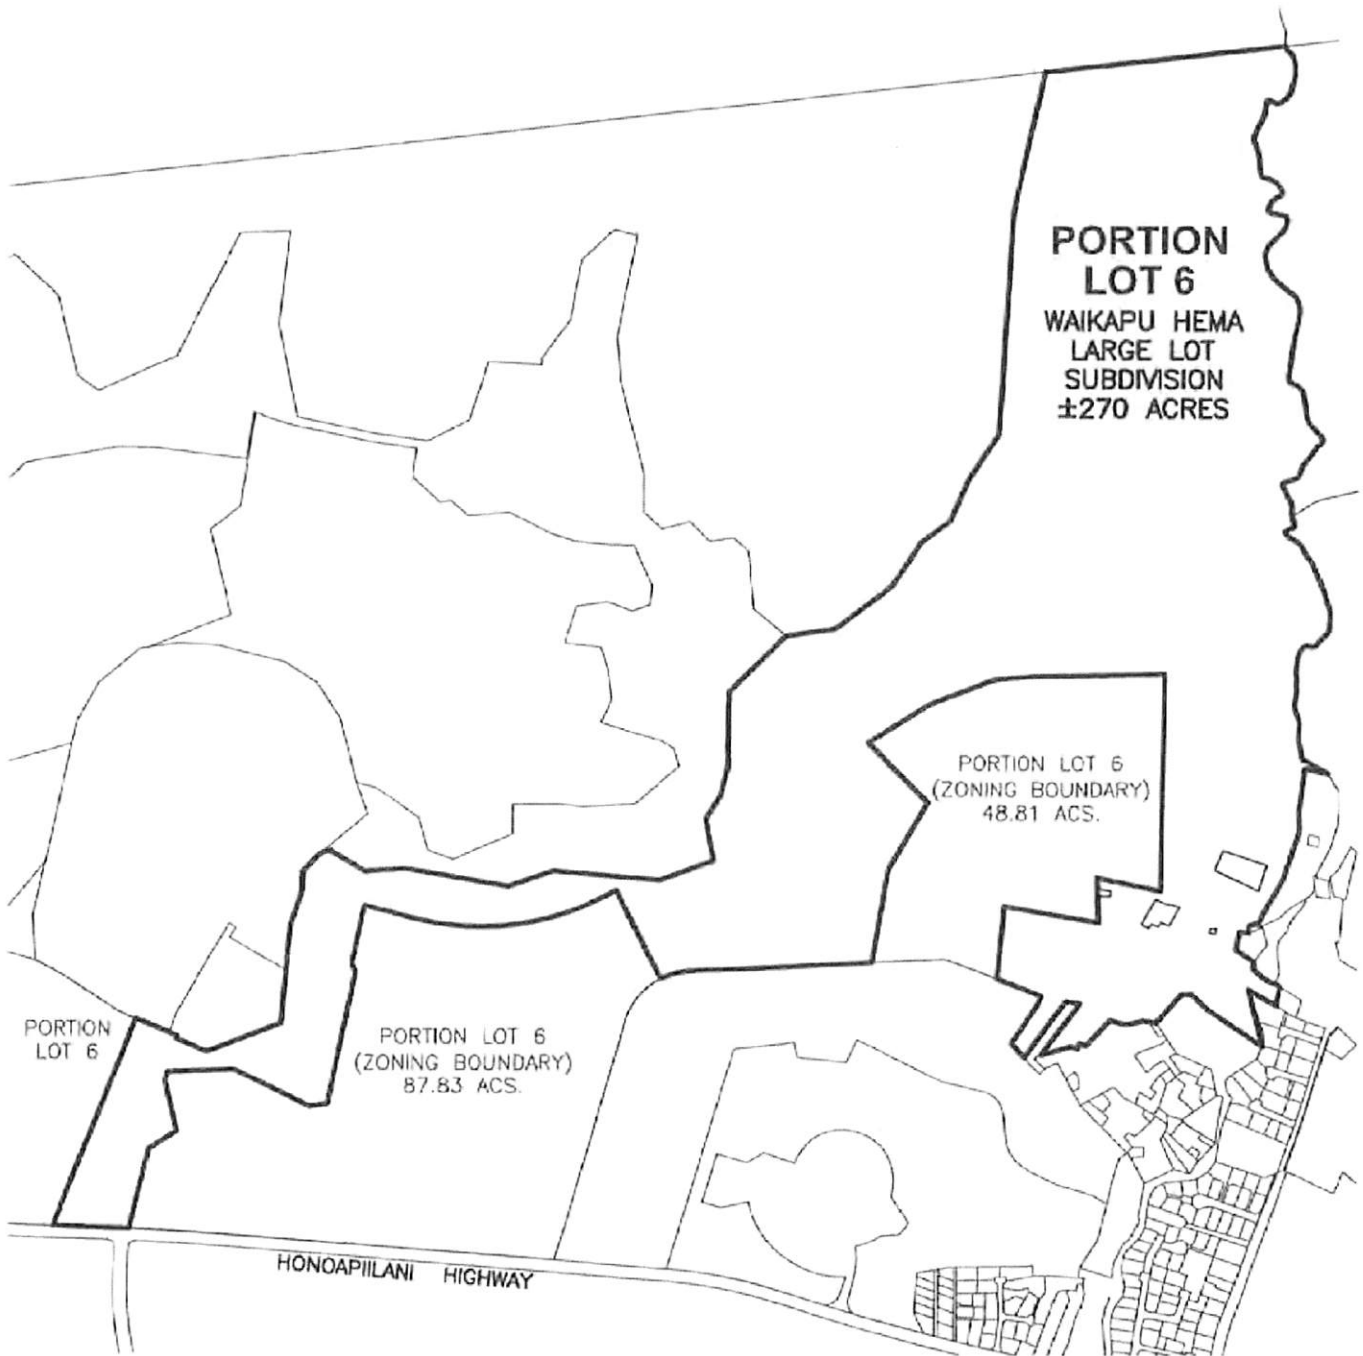 PORTION
LOT 6
WAIKAPU HEMA
LARGE LOT
SUBDIVISION
±270 ACRES
PORTION LOT 6
(ZONING BOUNDARY)
48.81 ACS.
PORTION
LOT 6
PORTION LOT 6
(ZONING BOUNDARY)
87.83 ACS.
HONOAPIILANI HIGHWAY